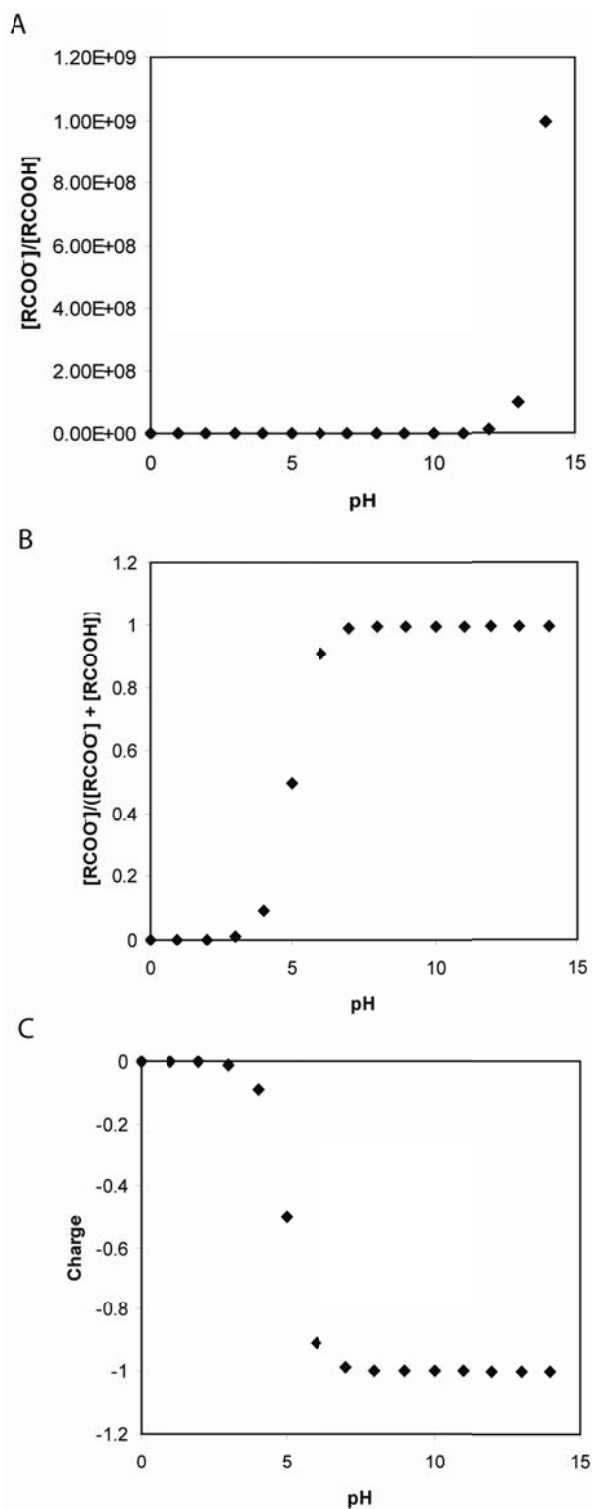 A
1.20E+09
1.00E+09
8.00E+08
6.00E+08
4.00E+08
2.00E+08
0.00E+00
[RCOO-]/[RCOOH]
0 5 10 15
pH
B
1.2
1
0.8
0.6
0.4
0.2
0
[RCOO-]/([RCOO-] + [RCOOH])
0 5 10 15
pH
C
0
-0.2
-0.4
-0.6
-0.8
-1
-1.2
Charge
0 5 10 15
pH